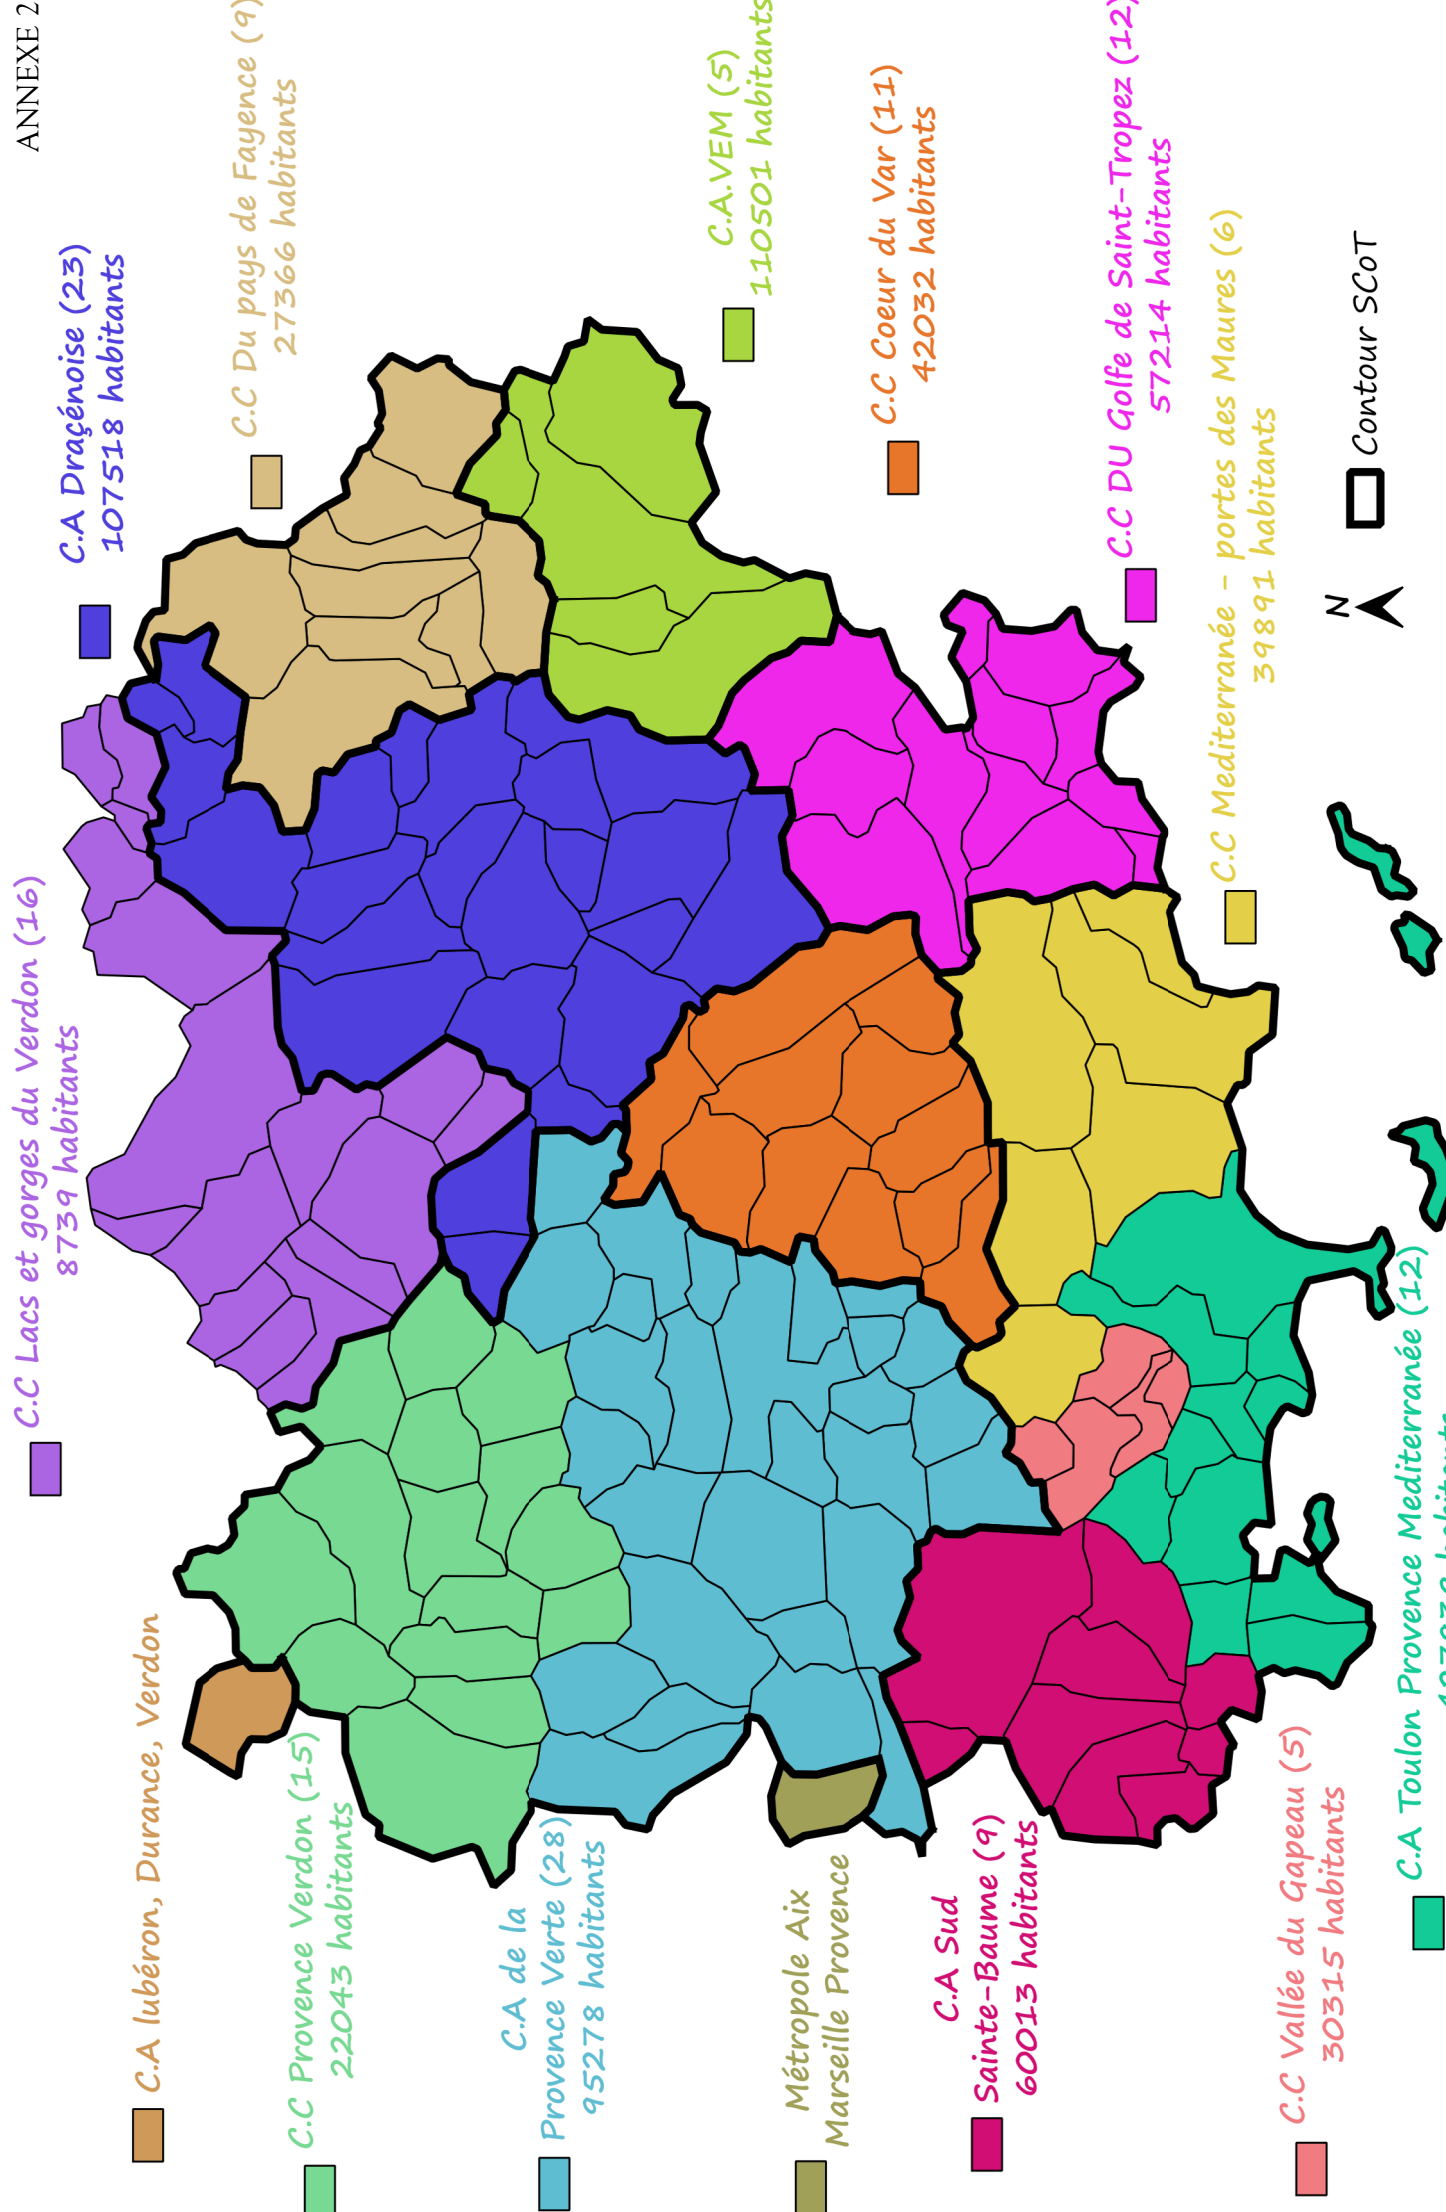 ANNEXE 2
C.C Lacs et gorges du Verdon (16)
8739 habitants
C.A Draçénoise (23)
107518 habitants
C.A lubéron, Durance, Verdon
C.C Du pays de Fayence (9)
27366 habitants
C.C Provence Verdon (15)
22043 habitants
C.A de la
Provence Verte (28)
95278 habitants
C.A.VEM (5)
110501 habitants
Métropole Aix
Marseille Provence
C.C Coeur du Var (11)
42032 habitants
C.A Sud
Sainte-Baume (9)
60013 habitants
C.C DU Golfe de Saint-Tropez (12)
57214 habitants
C.C Mediterranée - portes des Maures (6)
39891 habitants
C.C Vallée du Gapeau (5)
30315 habitants
N
Contour SCoT
C.A Toulon Provence Mediterranée (12)